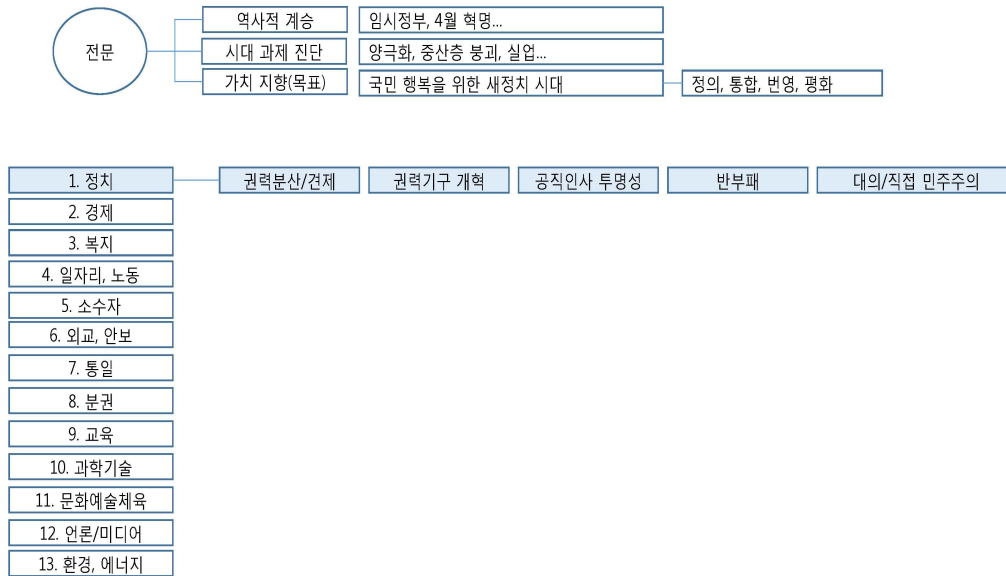 전문
역사적 계승
임시정부, 4월 혁명...
시대 과제 진단
양극화, 중산층 붕괴, 실업...
가치 지향(목표)
국민 행복을 위한 새정치 시대
정의, 통합, 번영, 평화
1. 정치
권력분산/견제
권력기구 개혁
공직인사 투명성
반부패
대의/직접 민주주의
2. 경제
3. 복지
4. 일자리, 노동
5. 소수자
6. 외교, 안보
7. 통일
8. 분권
9. 교육
10. 과학기술
11. 문화예술체육
12. 언론/미디어
13. 환경, 에너지